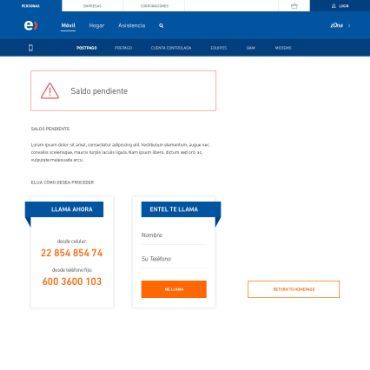 PERSONAS EMPRESAS CORPORACIONES LOGIN
e) Móvil Hogar Asistencia zOne
POSTPAGO PREPAGO CUENTA CONTROLADA EQUIPOS BAM MODEMS
Saldo pendiente
SALDO PENDIENTE
Lorem ipsum dolor sit amet, consectetur adipiscing elit. Vestibulum elementum, augue nec
convallis scelerisque, mauris turpis iaculis ligula. Nam ipsum libero, dictum sed orci ac,
vulputate malesuada arcu.
ELIJA CÓMO DESEA PROCEDER
LLAMA AHORA
desde celular:
22 854 854 74
desde teléfono fijo:
600 3600 103
ENTEL TE LLAMA
Nombre
Su Teléfono
ME LLAMA
RETURN TO HOMEPAGE